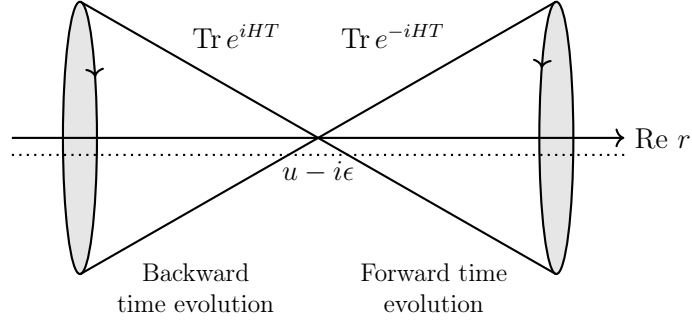 Tr e^{iHT}
Tr e^{-iHT}
Re r
u − iϵ
Backward
time evolution
Forward time
evolution